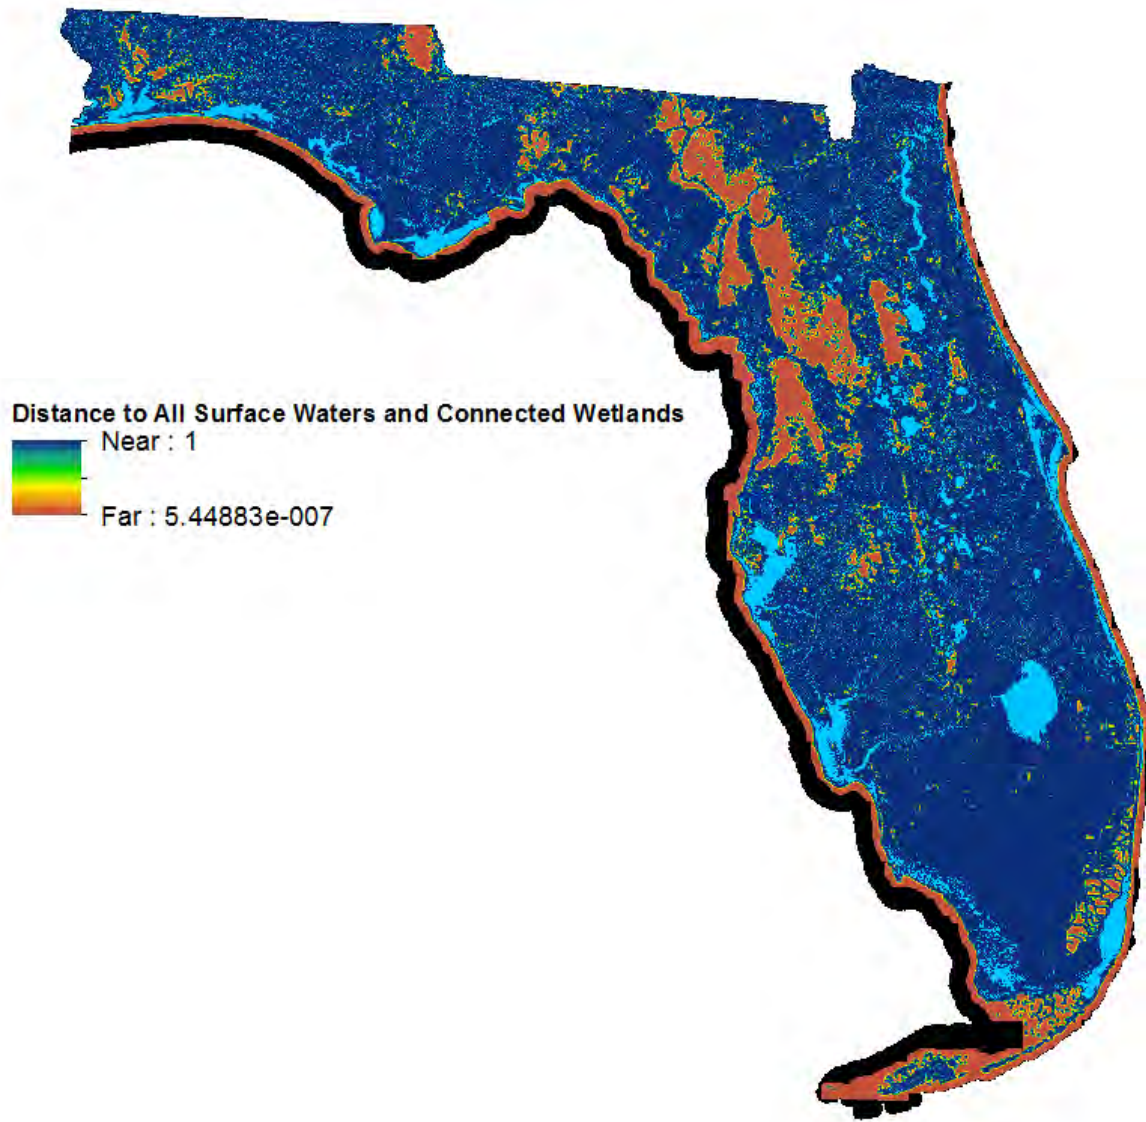 Distance to All Surface Waters and Connected Wetlands
Near : 1
Far : 5.44883e-007